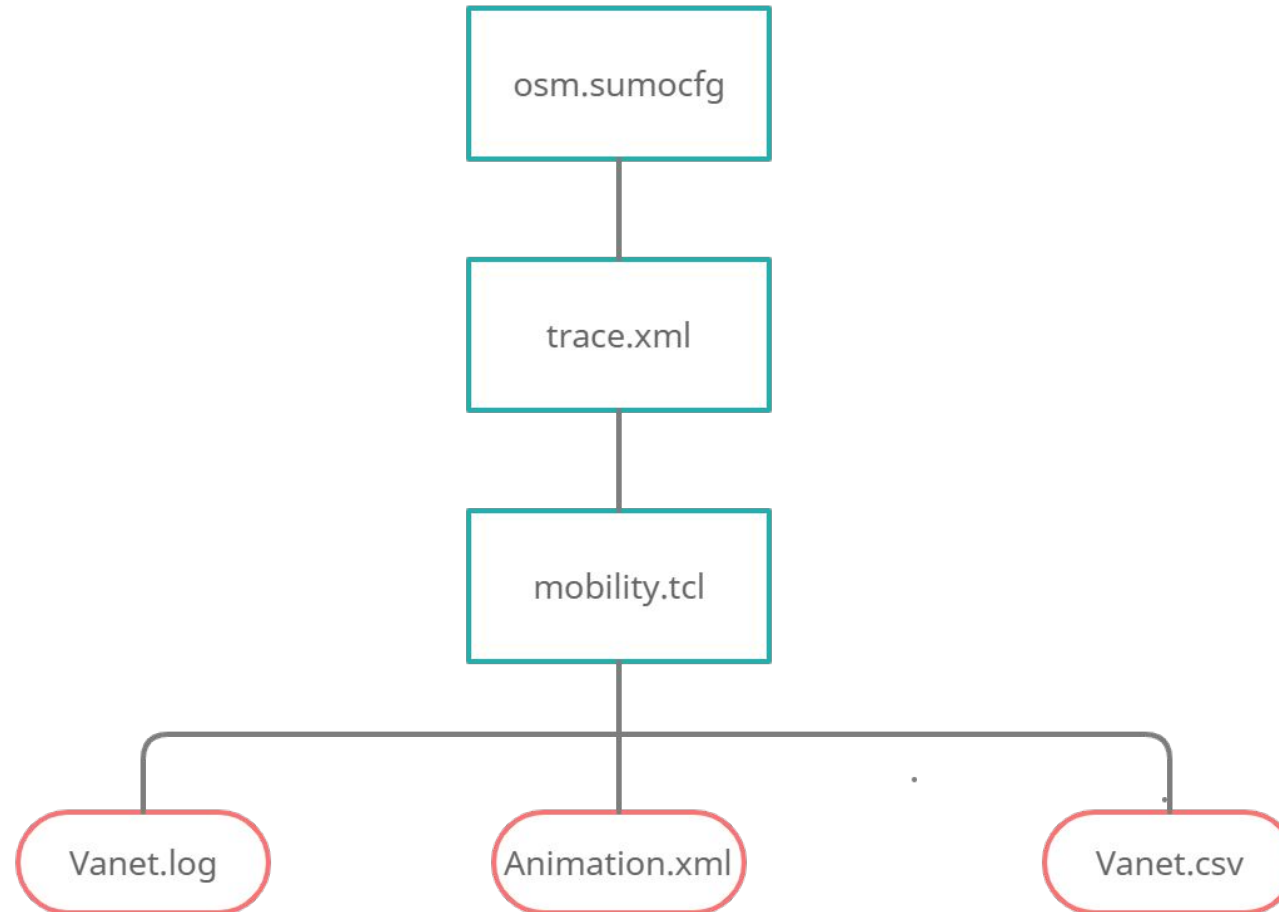 osm.sumocfg
trace.xml
mobility.tcl
Vanet.log
Animation.xml
Vanet.csv